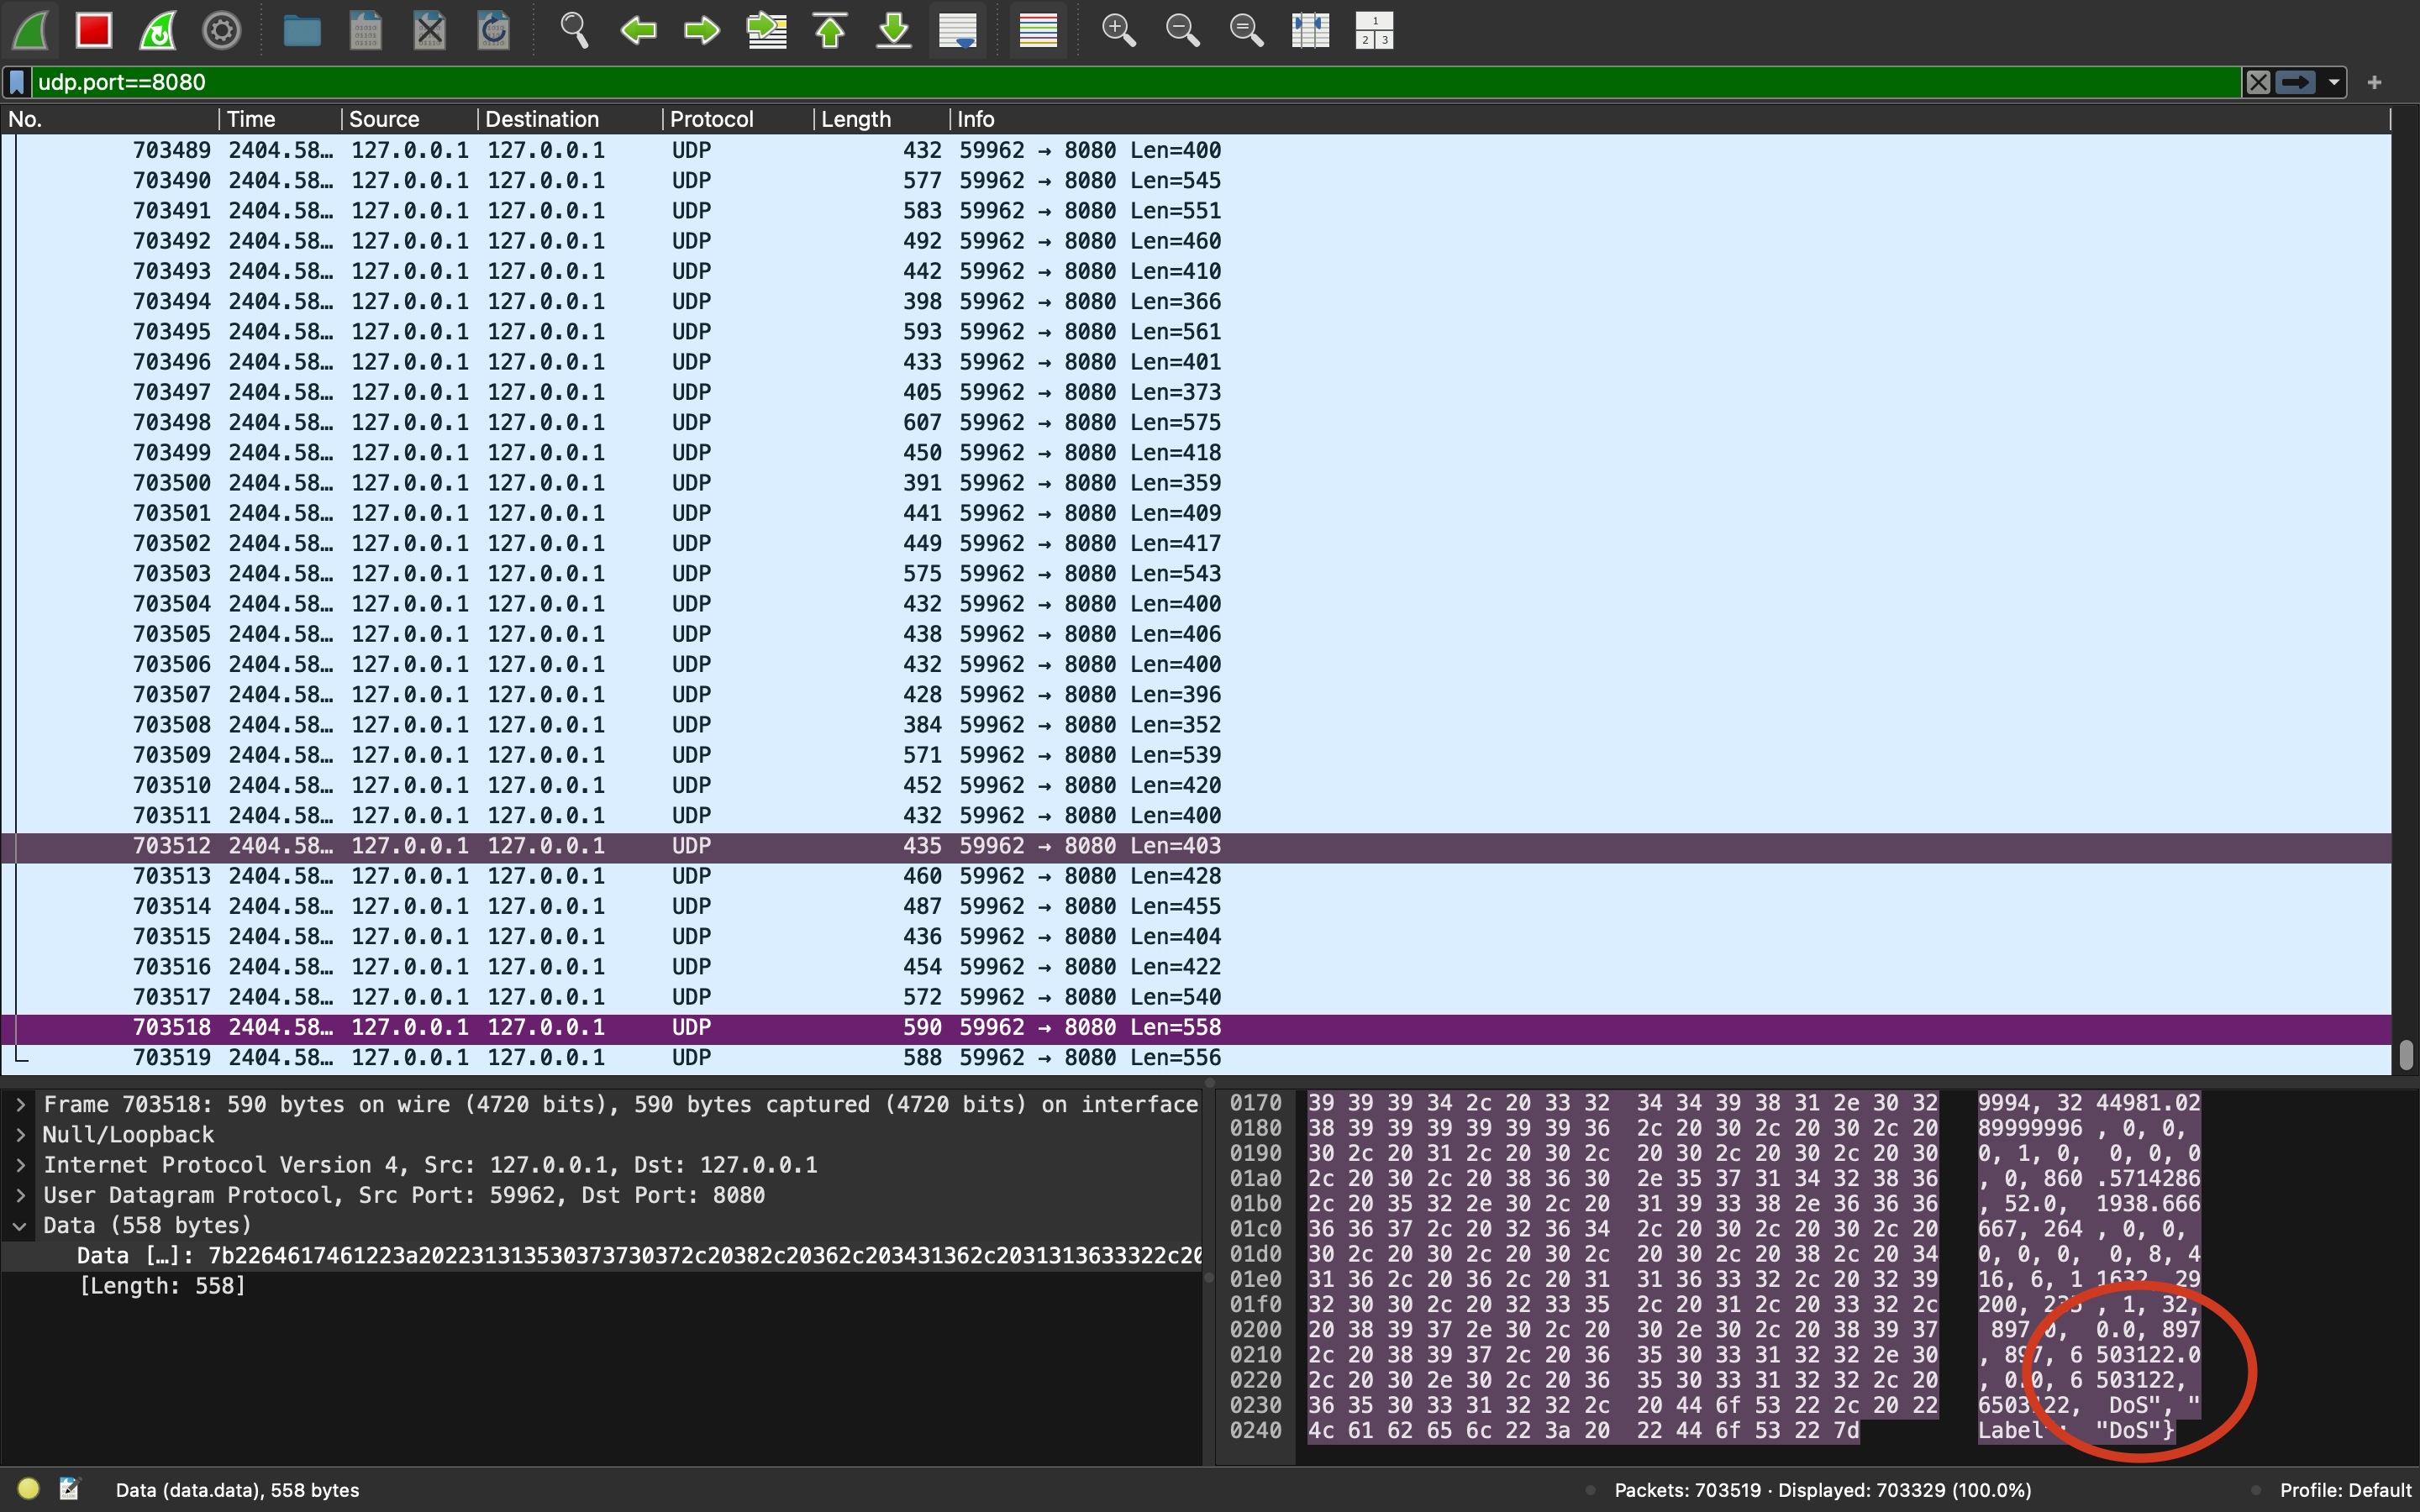 1
2 3
udp.port==8080
No. Time Source Destination Protocol Length Info
703489 2404.58… 127.0.0.1 127.0.0.1 UDP 432 59962 → 8080 Len=400
703490 2404.58… 127.0.0.1 127.0.0.1 UDP 577 59962 → 8080 Len=545
703491 2404.58… 127.0.0.1 127.0.0.1 UDP 583 59962 → 8080 Len=551
703492 2404.58… 127.0.0.1 127.0.0.1 UDP 492 59962 → 8080 Len=460
703493 2404.58… 127.0.0.1 127.0.0.1 UDP 442 59962 → 8080 Len=410
703494 2404.58… 127.0.0.1 127.0.0.1 UDP 398 59962 → 8080 Len=366
703495 2404.58… 127.0.0.1 127.0.0.1 UDP 593 59962 → 8080 Len=561
703496 2404.58… 127.0.0.1 127.0.0.1 UDP 433 59962 → 8080 Len=401
703497 2404.58… 127.0.0.1 127.0.0.1 UDP 405 59962 → 8080 Len=373
703498 2404.58… 127.0.0.1 127.0.0.1 UDP 607 59962 → 8080 Len=575
703499 2404.58… 127.0.0.1 127.0.0.1 UDP 450 59962 → 8080 Len=418
703500 2404.58… 127.0.0.1 127.0.0.1 UDP 391 59962 → 8080 Len=359
703501 2404.58… 127.0.0.1 127.0.0.1 UDP 441 59962 → 8080 Len=409
703502 2404.58… 127.0.0.1 127.0.0.1 UDP 449 59962 → 8080 Len=417
703503 2404.58… 127.0.0.1 127.0.0.1 UDP 575 59962 → 8080 Len=543
703504 2404.58… 127.0.0.1 127.0.0.1 UDP 432 59962 → 8080 Len=400
703505 2404.58… 127.0.0.1 127.0.0.1 UDP 438 59962 → 8080 Len=406
703506 2404.58… 127.0.0.1 127.0.0.1 UDP 432 59962 → 8080 Len=400
703507 2404.58… 127.0.0.1 127.0.0.1 UDP 428 59962 → 8080 Len=396
703508 2404.58… 127.0.0.1 127.0.0.1 UDP 384 59962 → 8080 Len=352
703509 2404.58… 127.0.0.1 127.0.0.1 UDP 571 59962 → 8080 Len=539
703510 2404.58… 127.0.0.1 127.0.0.1 UDP 452 59962 → 8080 Len=420
703511 2404.58… 127.0.0.1 127.0.0.1 UDP 432 59962 → 8080 Len=400
703512 2404.58… 127.0.0.1 127.0.0.1 UDP 435 59962 → 8080 Len=403
703513 2404.58… 127.0.0.1 127.0.0.1 UDP 460 59962 → 8080 Len=428
703514 2404.58… 127.0.0.1 127.0.0.1 UDP 487 59962 → 8080 Len=455
703515 2404.58… 127.0.0.1 127.0.0.1 UDP 436 59962 → 8080 Len=404
703516 2404.58… 127.0.0.1 127.0.0.1 UDP 454 59962 → 8080 Len=422
703517 2404.58… 127.0.0.1 127.0.0.1 UDP 572 59962 → 8080 Len=540
703518 2404.58… 127.0.0.1 127.0.0.1 UDP 590 59962 → 8080 Len=558
703519 2404.58… 127.0.0.1 127.0.0.1 UDP 588 59962 → 8080 Len=556
Frame 703518: 590 bytes on wire (4720 bits), 590 bytes captured (4720 bits) on interface
Null/Loopback
Internet Protocol Version 4, Src: 127.0.0.1, Dst: 127.0.0.1
User Datagram Protocol, Src Port: 59962, Dst Port: 8080
Data (558 bytes)
Data […]: 7b2264617461223a202231313530373730372c20382c20362c203431362c2031313633322c20
[Length: 558]
0170 39 39 39 34 2c 20 33 32 34 34 39 38 31 2e 30 32 9994, 32 44981.02
0180 38 39 39 39 39 39 39 36 2c 20 30 2c 20 30 2c 20 89999996 , 0, 0,
0190 30 2c 20 31 2c 20 30 2c 20 30 2c 20 30 2c 20 30 0, 1, 0, 0, 0, 0
01a0 2c 20 30 2c 20 38 36 30 2e 35 37 31 34 32 38 36 , 0, 860 .5714286
01b0 2c 20 35 32 2e 30 2c 20 31 39 33 38 2e 36 36 36 , 52.0, 1938.666
01c0 36 36 37 2c 20 32 36 34 2c 20 30 2c 20 30 2c 20 667, 264 , 0, 0,
01d0 30 2c 20 30 2c 20 30 2c 20 30 2c 20 38 2c 20 34 0, 0, 0, 0, 8, 4
01e0 31 36 2c 20 36 2c 20 31 31 36 33 32 2c 20 32 39 16, 6, 1 1632, 29
01f0 32 30 30 2c 20 32 33 35 2c 20 31 2c 20 33 32 2c 200, 235 , 1, 32,
0200 20 38 39 37 2e 30 2c 20 30 2e 30 2c 20 38 39 37 897.0, 0.0, 897
0210 2c 20 38 39 37 2c 20 36 35 30 33 31 32 32 2e 30 , 897, 6 503122.0
0220 2c 20 30 2e 30 2c 20 36 35 30 33 31 32 32 2c 20 , 0.0, 6 503122,
0230 36 35 30 33 31 32 32 2c 20 44 6f 53 22 2c 20 22 6503122, DoS", "
0240 4c 61 62 65 6c 22 3a 20 22 44 6f 53 22 7d Label": "DoS"}
Data (data.data), 558 bytes
Packets: 703519 · Displayed: 703329 (100.0%)
Profile: Default